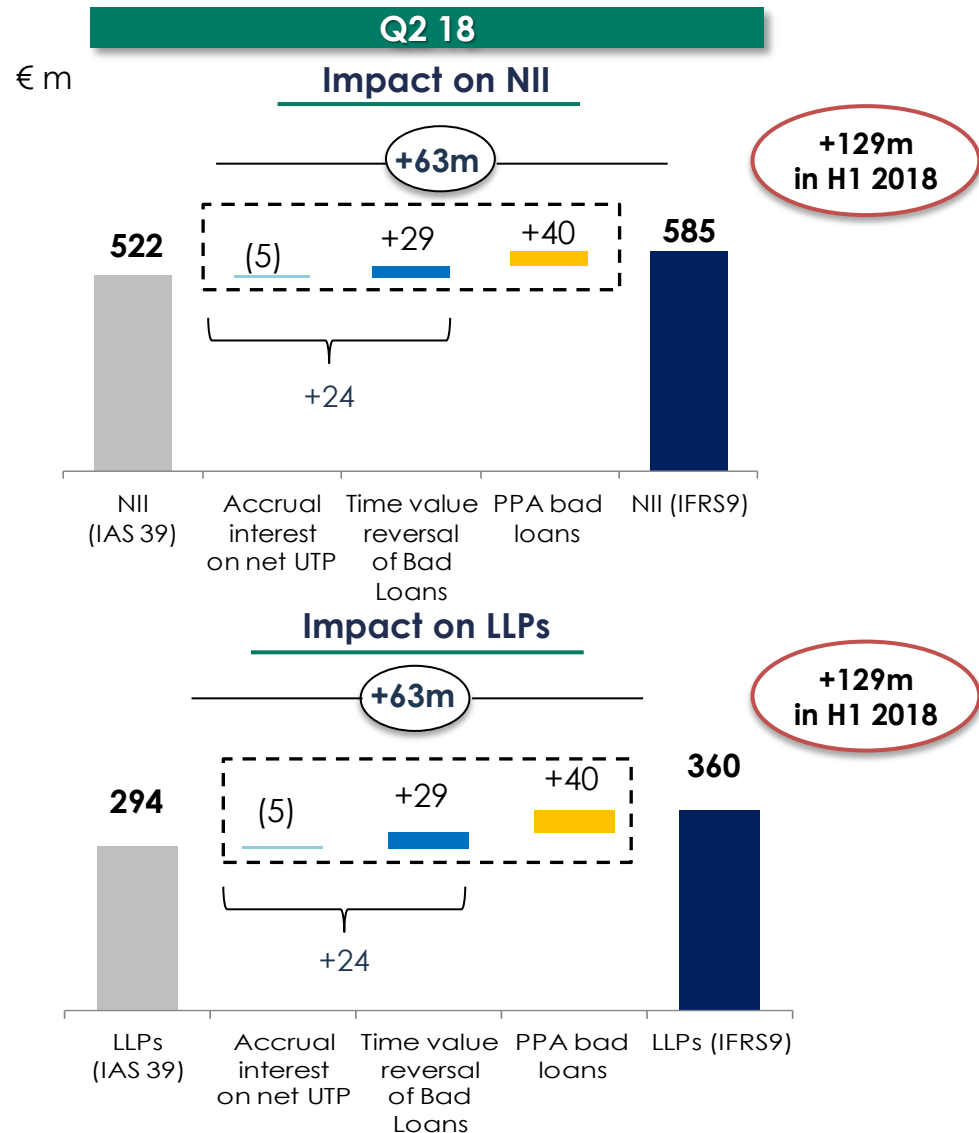 Q2 18
€ m
Impact on NII
+63m
+129m
in H1 2018
522
(5)
+29
+40
585
+24
NII
(IAS 39)
Accrual
interest
on net UTP
Time value
reversal
of Bad
Loans
PPA bad
loans
NII (IFRS9)
Impact on LLPs
+63m
+129m
in H1 2018
294
(5)
+29
+40
360
+24
LLPs
(IAS 39)
Accrual
interest
on net UTP
Time value
reversal
of Bad
Loans
PPA bad
loans
LLPs (IFRS9)